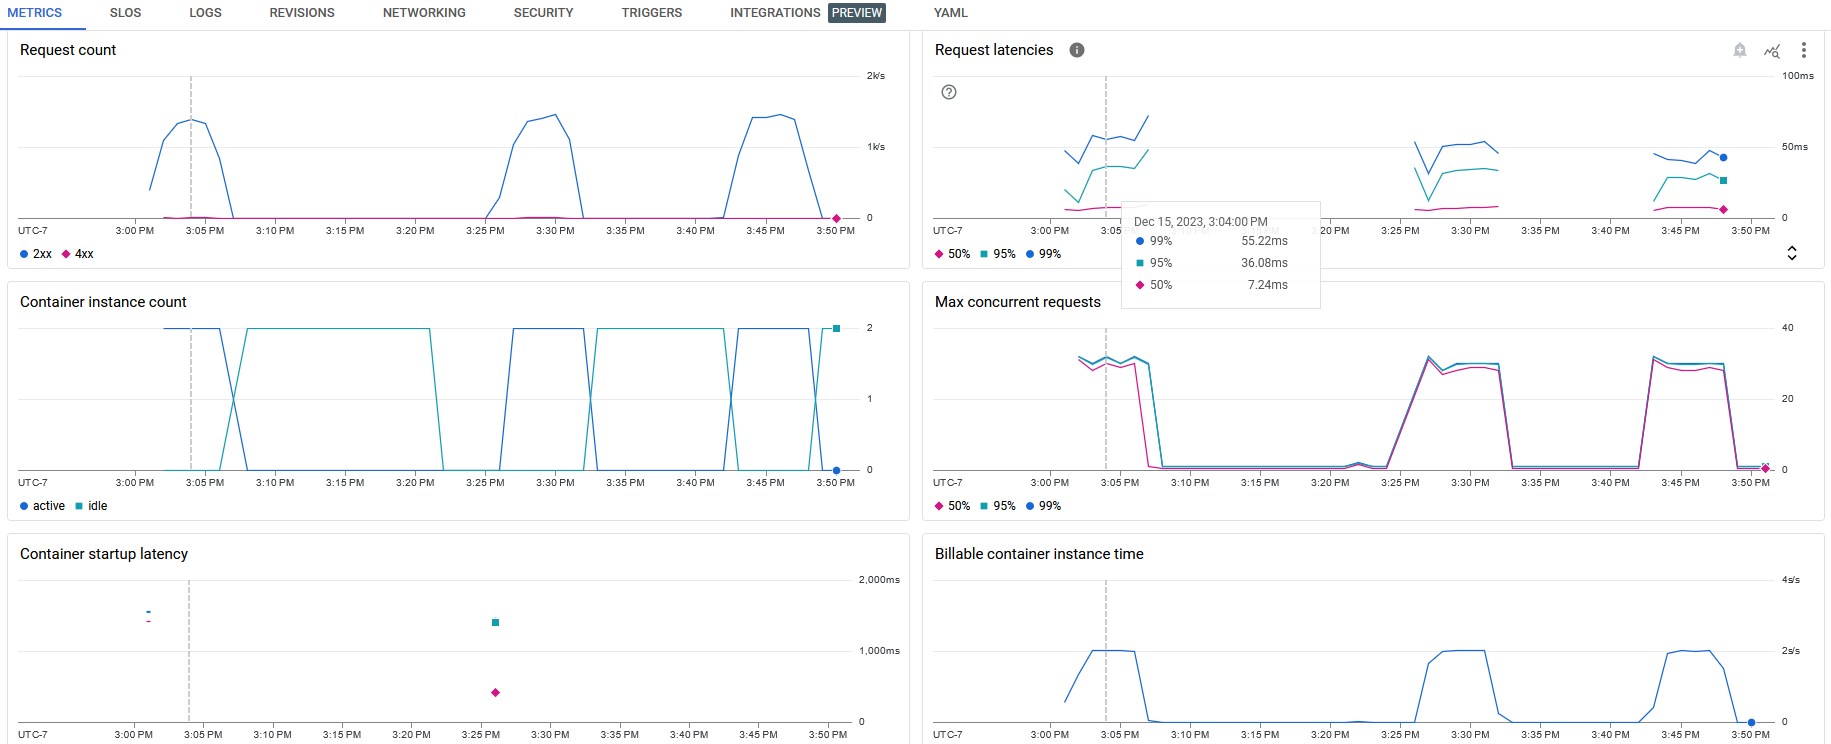 METRICS SLOS LOGS REVISIONS NETWORKING SECURITY TRIGGERS INTEGRATIONS PREVIEW YAML
Request count
2k/s
1k/s
0
UTC-7 3:00 PM 3:05 PM 3:10 PM 3:15 PM 3:20 PM 3:25 PM 3:30 PM 3:35 PM 3:40 PM 3:45 PM 3:50 PM
2xx 4xx
Request latencies
100ms
50ms
0
UTC-7 3:00 PM 3:05 3:20 PM 3:25 PM 3:30 PM 3:35 PM 3:40 PM 3:45 PM 3:50 PM
50% 95% 99%
Dec 15, 2023, 3:04:00 PM
99% 55.22ms
95% 36.08ms
50% 7.24ms
Container instance count
2
1
0
UTC-7 3:00 PM 3:05 PM 3:10 PM 3:15 PM 3:20 PM 3:25 PM 3:30 PM 3:35 PM 3:40 PM 3:45 PM 3:50 PM
active idle
Max concurrent requests
40
20
0
UTC-7 3:00 PM 3:05 PM 3:10 PM 3:15 PM 3:20 PM 3:25 PM 3:30 PM 3:35 PM 3:40 PM 3:45 PM 3:50 PM
50% 95% 99%
Container startup latency
2,000ms
1,000ms
0
UTC-7 3:00 PM 3:05 PM 3:10 PM 3:15 PM 3:20 PM 3:25 PM 3:30 PM 3:35 PM 3:40 PM 3:45 PM 3:50 PM
Billable container instance time
4s/s
2s/s
0
UTC-7 3:00 PM 3:05 PM 3:10 PM 3:15 PM 3:20 PM 3:25 PM 3:30 PM 3:35 PM 3:40 PM 3:45 PM 3:50 PM